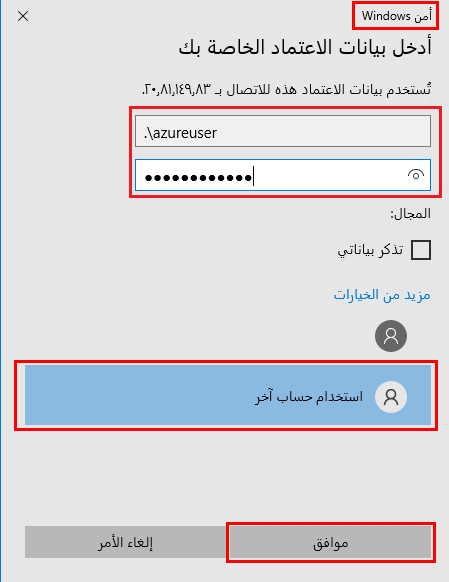 أمن Windows
أدخل بيانات الاعتماد الخاصة بك
تُستخدم بيانات الاعتماد هذه للاتصال بـ ٢٠٫٨١٫١٤٩٫٨٣.
.\azureuser
••••••••••••
المجال:
تذكر بياناتي
مزيد من الخيارات
استخدام حساب آخر
موافق
إلغاء الأمر